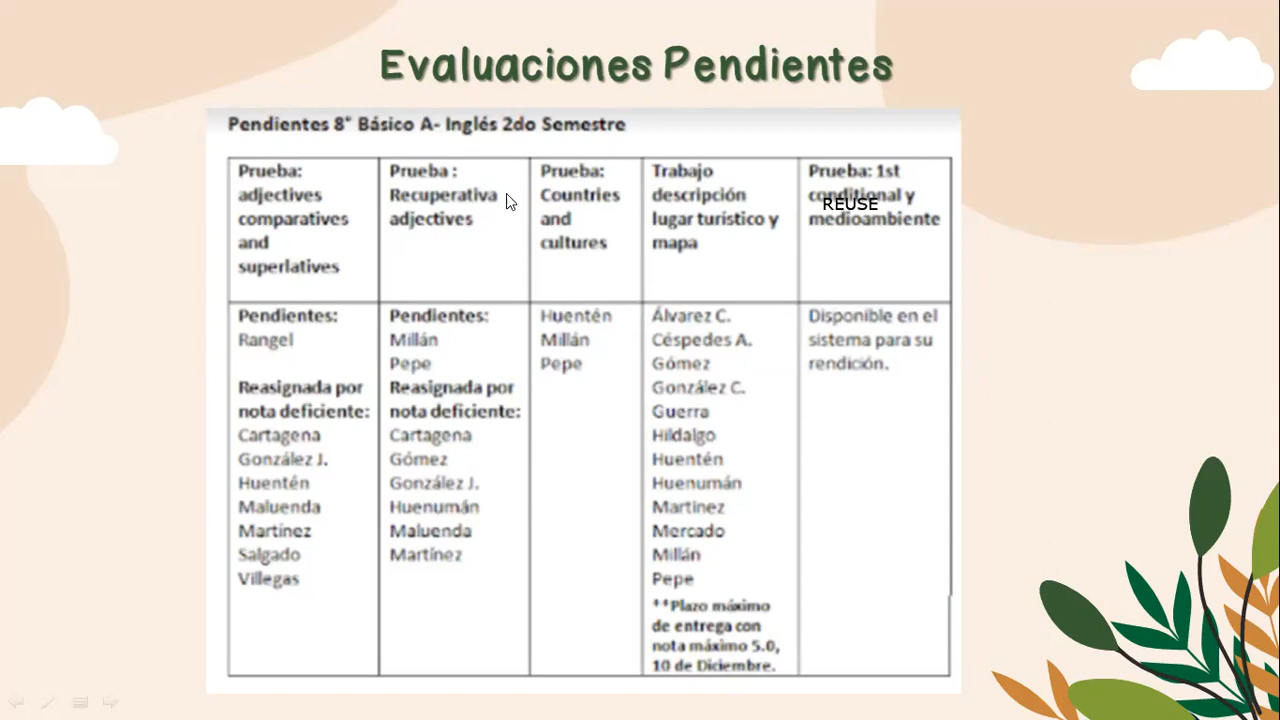 Evaluaciones Pendientes
Pendientes 8° Básico A- Inglés 2do Semestre
Prueba:
adjectives
comparatives
and
superlatives
Prueba :
Recuperativa
adjectives
Prueba:
Countries
and
cultures
Trabajo
descripción
lugar turístico y
mapa
Prueba: 1st
conditional y
medioambiente
REUSE
Pendientes:
Rangel
Reasignada por
nota deficiente:
Cartagena
González J.
Huentén
Maluenda
Martínez
Salgado
Villegas
Pendientes:
Millán
Pepe
Reasignada por
nota deficiente:
Cartagena
Gómez
González J.
Huenumán
Maluenda
Martínez
Huentén
Millán
Pepe
Álvarez C.
Céspedes A.
Gómez
González C.
Guerra
Hildalgo
Huentén
Huenumán
Martinez
Mercado
Millán
Pepe
**Plazo máximo
de entrega con
nota máximo 5.0,
10 de Diciembre.
Disponible en el
sistema para su
rendición.